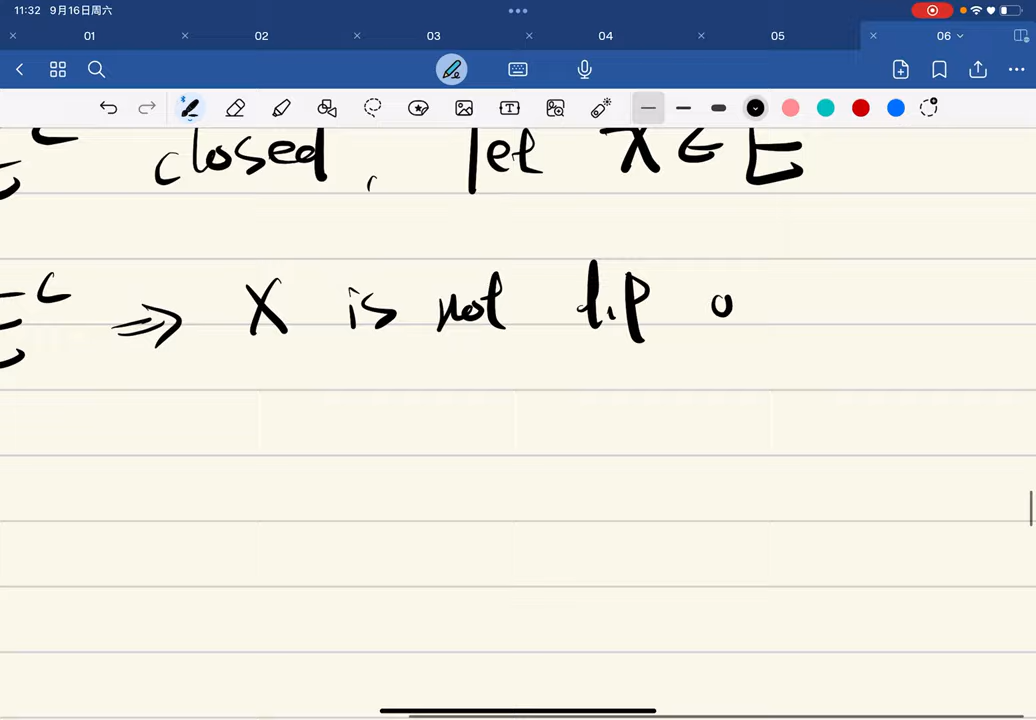 11:32 9月16日周六
01 02 03 04 05 06
E^c closed, let x ∈ E
E^c ⇒ x is not l.p o